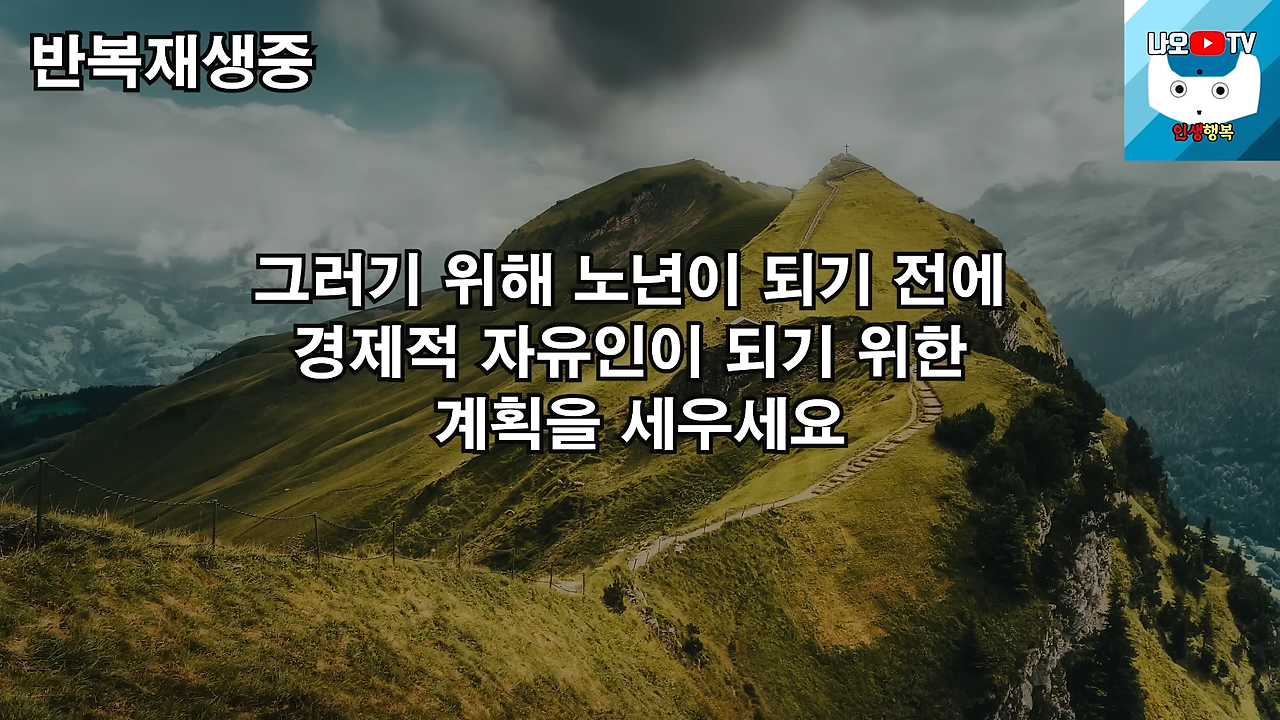 반복재생중
나오 TV
인생행복
그러기 위해 노년이 되기 전에
경제적 자유인이 되기 위한
계획을 세우세요